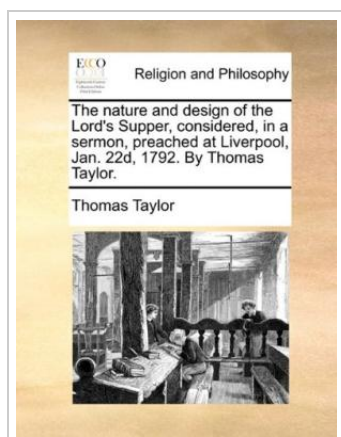 ECCO
Religion and Philosophy
The nature and design of the
Lord's Supper, considered, in a
sermon, preached at Liverpool,
Jan. 22d, 1792. By Thomas
Taylor.
Thomas Taylor